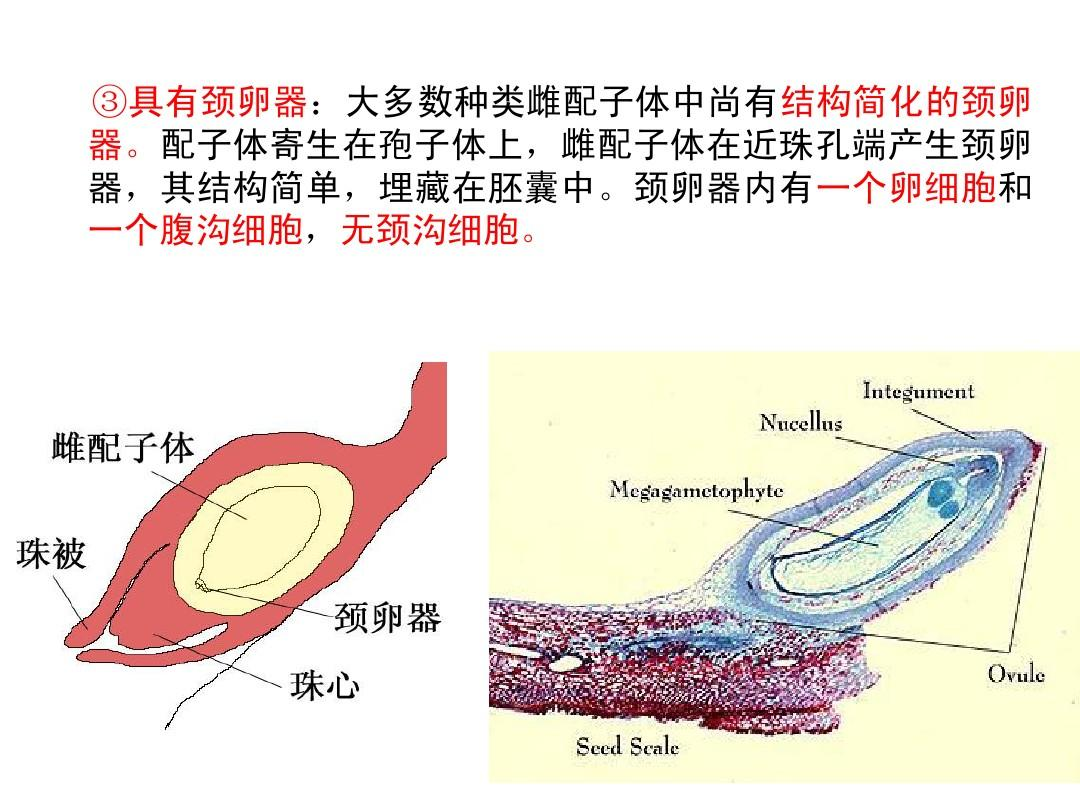 ③具有颈卵器：大多数种类雌配子体中尚有结构简化的颈卵
器。配子体寄生在孢子体上，雌配子体在近珠孔端产生颈卵
器，其结构简单，埋藏在胚囊中。颈卵器内有一个卵细胞和
一个腹沟细胞，无颈沟细胞。
雌配子体
珠被
颈卵器
珠心
Integument
Nucellus
Megagametophyte
Ovule
Seed Scale